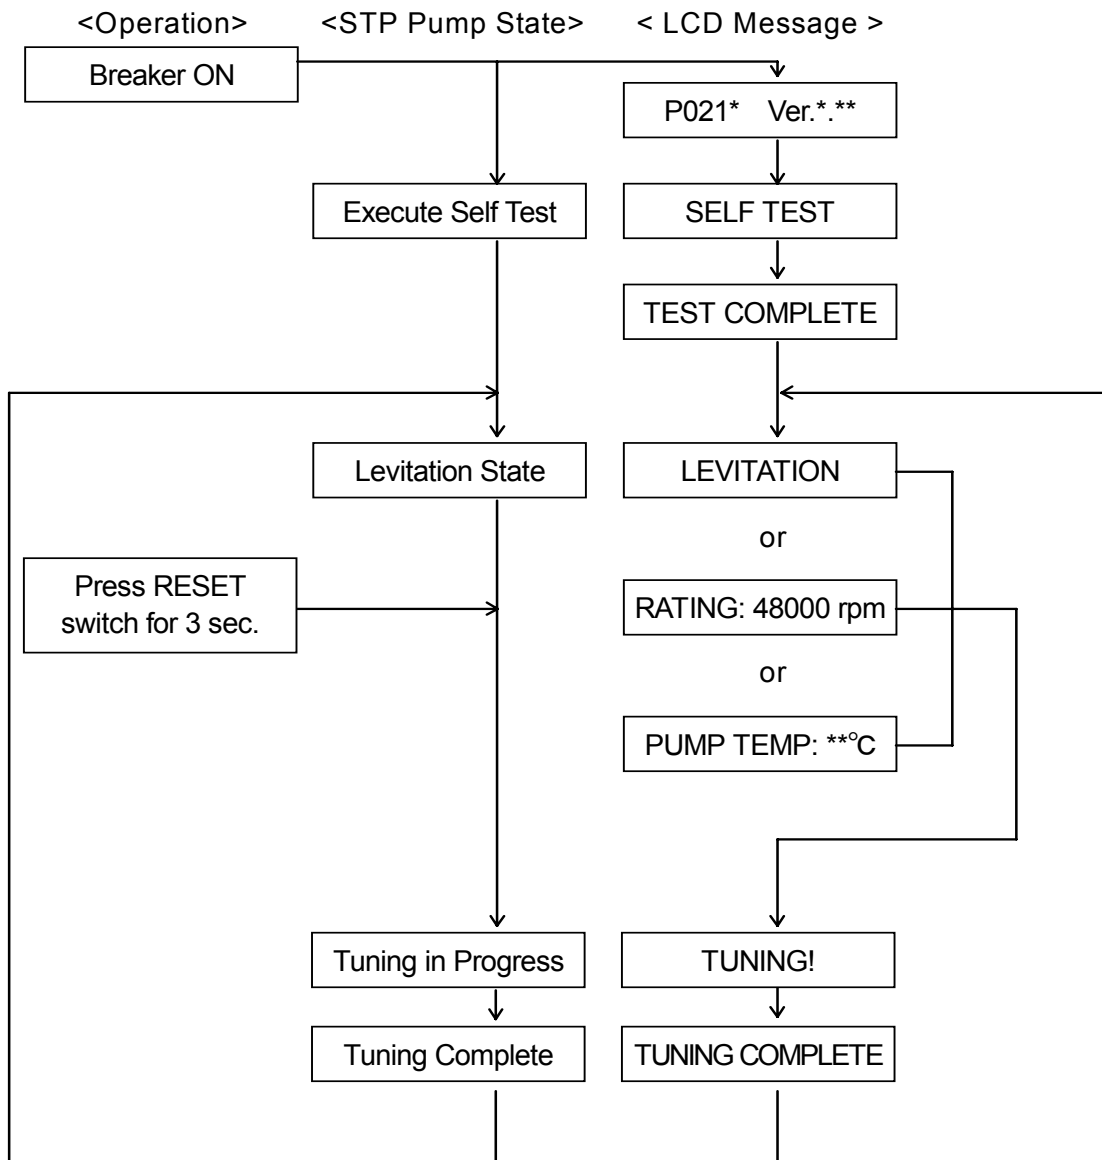 <Operation> <STP Pump State> < LCD Message >
Breaker ON
P021* Ver.*.**
Execute Self Test
SELF TEST
TEST COMPLETE
Levitation State
LEVITATION
or
Press RESET
switch for 3 sec.
RATING: 48000 rpm
or
PUMP TEMP: **°C
Tuning in Progress
TUNING!
Tuning Complete
TUNING COMPLETE